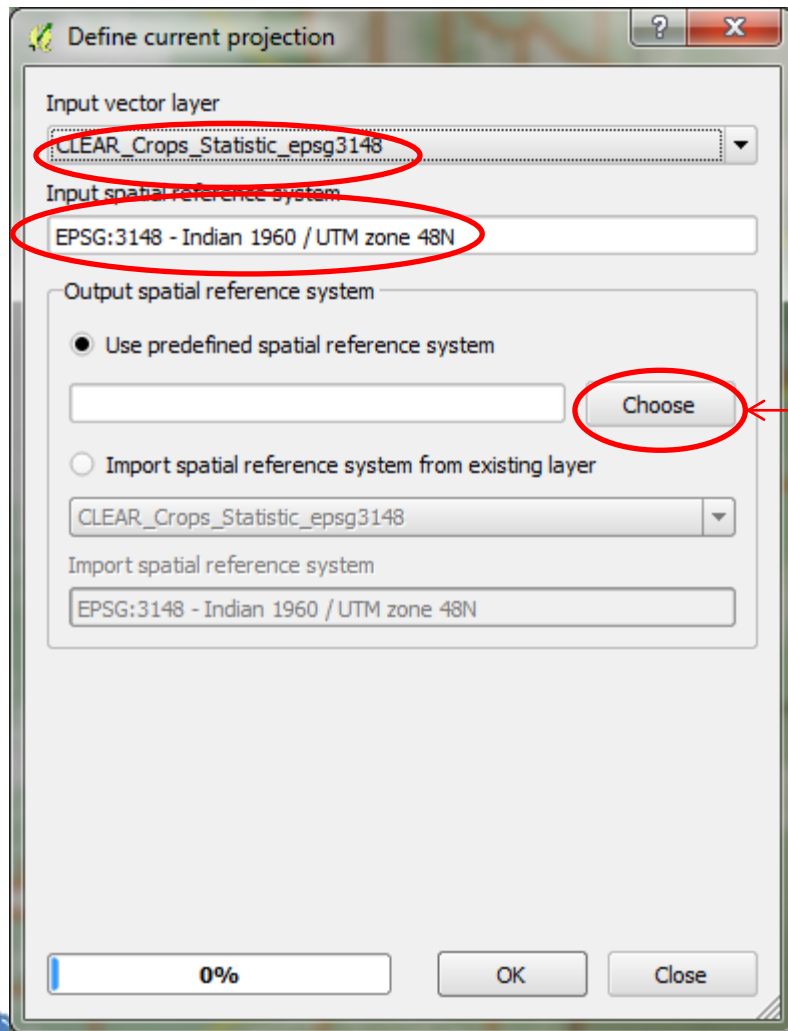 Define current projection
Input vector layer
CLEAR_Crops_Statistic_epsg3148
Input spatial reference system
EPSG:3148 - Indian 1960 / UTM zone 48N
Output spatial reference system
Use predefined spatial reference system
Choose
Import spatial reference system from existing layer
CLEAR_Crops_Statistic_epsg3148
Import spatial reference system
EPSG:3148 - Indian 1960 / UTM zone 48N
0%
OK
Close